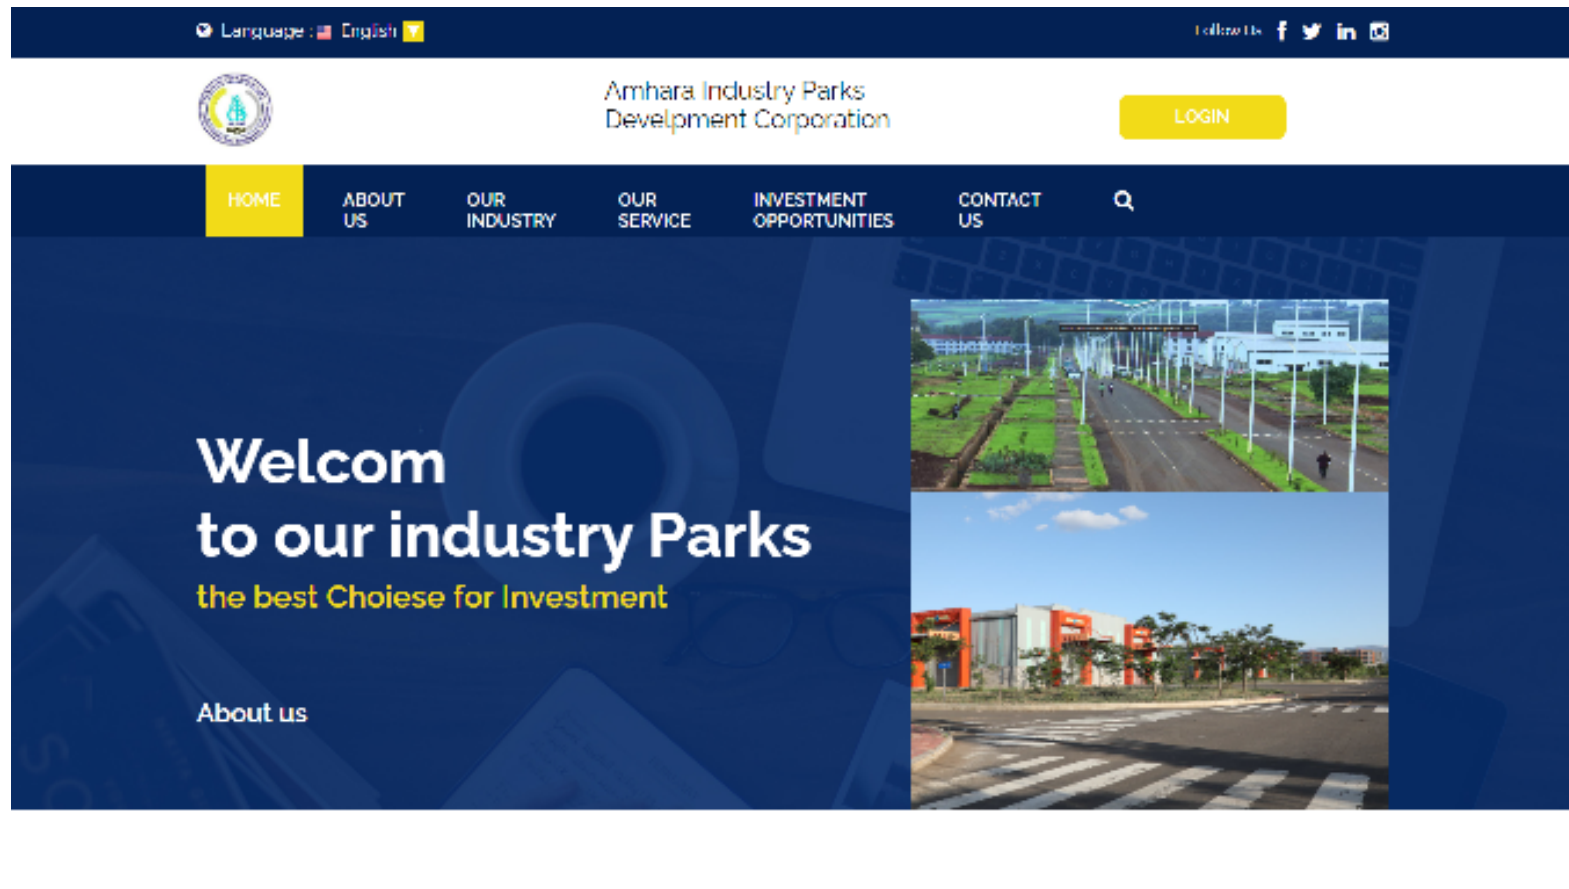 Language : English
Follow Us
Amhara Industry Parks
Develpment Corporation
LOGIN
HOME
ABOUT
US
OUR
INDUSTRY
OUR
SERVICE
INVESTMENT
OPPORTUNITIES
CONTACT
US
Welcom
to our industry Parks
the best Choiese for Investment
About us